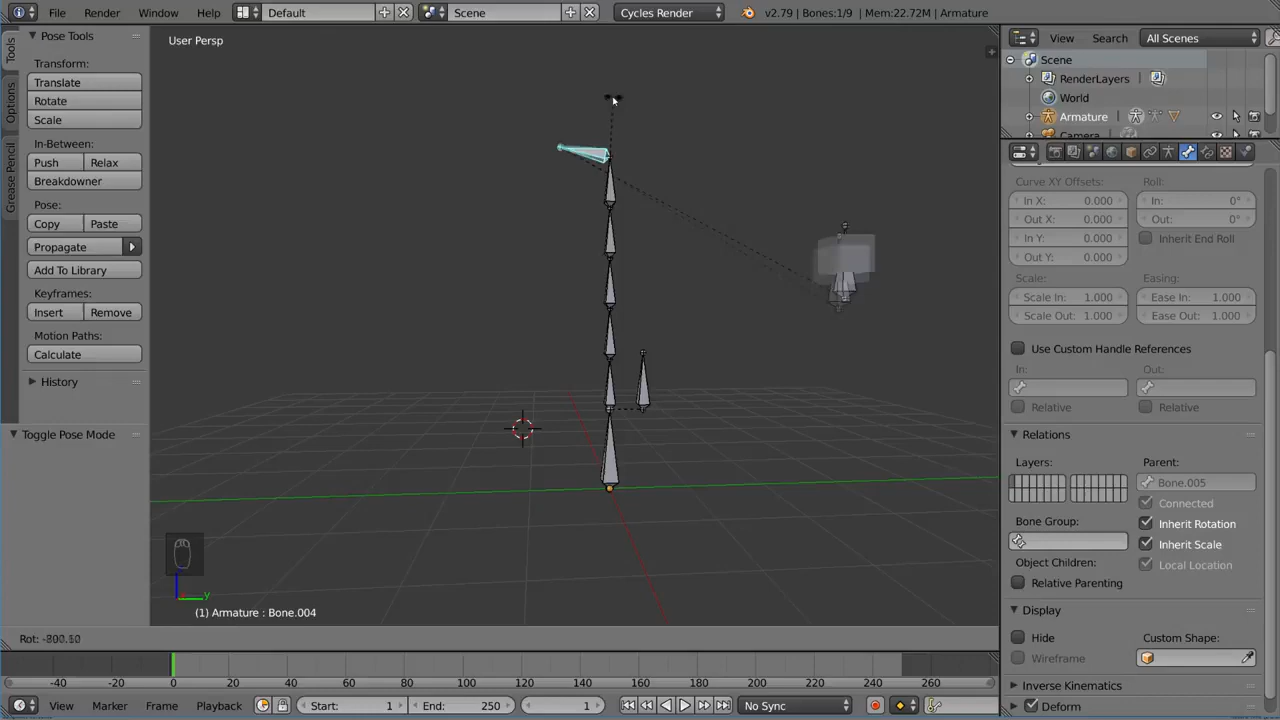 File Render Window Help Default Scene Cycles Render v2.79 | Bones:1/9 | Mem:22.72M | Armature
Pose Tools
Tools
Options
Grease Pencil
Transform:
Translate
Rotate
Scale
In-Between:
Push Relax
Breakdowner
Pose:
Copy Paste
Propagate
Add To Library
Keyframes:
Insert Remove
Motion Paths:
Calculate
History
Toggle Pose Mode
User Persp
y
(1) Armature : Bone.004
View Search All Scenes
Scene
RenderLayers
World
Armature
Camera
Curve XY Offsets: Roll:
In X: 0.000 In: 0°
Out X: 0.000 Out: 0°
In Y: 0.000 Inherit End Roll
Out Y: 0.000
Scale: Easing:
Scale In: 1.000 Ease In: 1.000
Scale Out: 1.000 Ease Out: 1.000
Use Custom Handle References
In: Out:
Relative Relative
Relations
Layers: Parent:
Bone.005
Connected
Bone Group: Inherit Rotation
Inherit Scale
Object Children: Local Location
Relative Parenting
Display
Hide Custom Shape:
Wireframe
Inverse Kinematics
Deform
Rot:
-40 -20 0 20 40 60 80 100 120 140 160 180 200 220 240 260
View Marker Frame Playback Start: 1 End: 250 1 No Sync